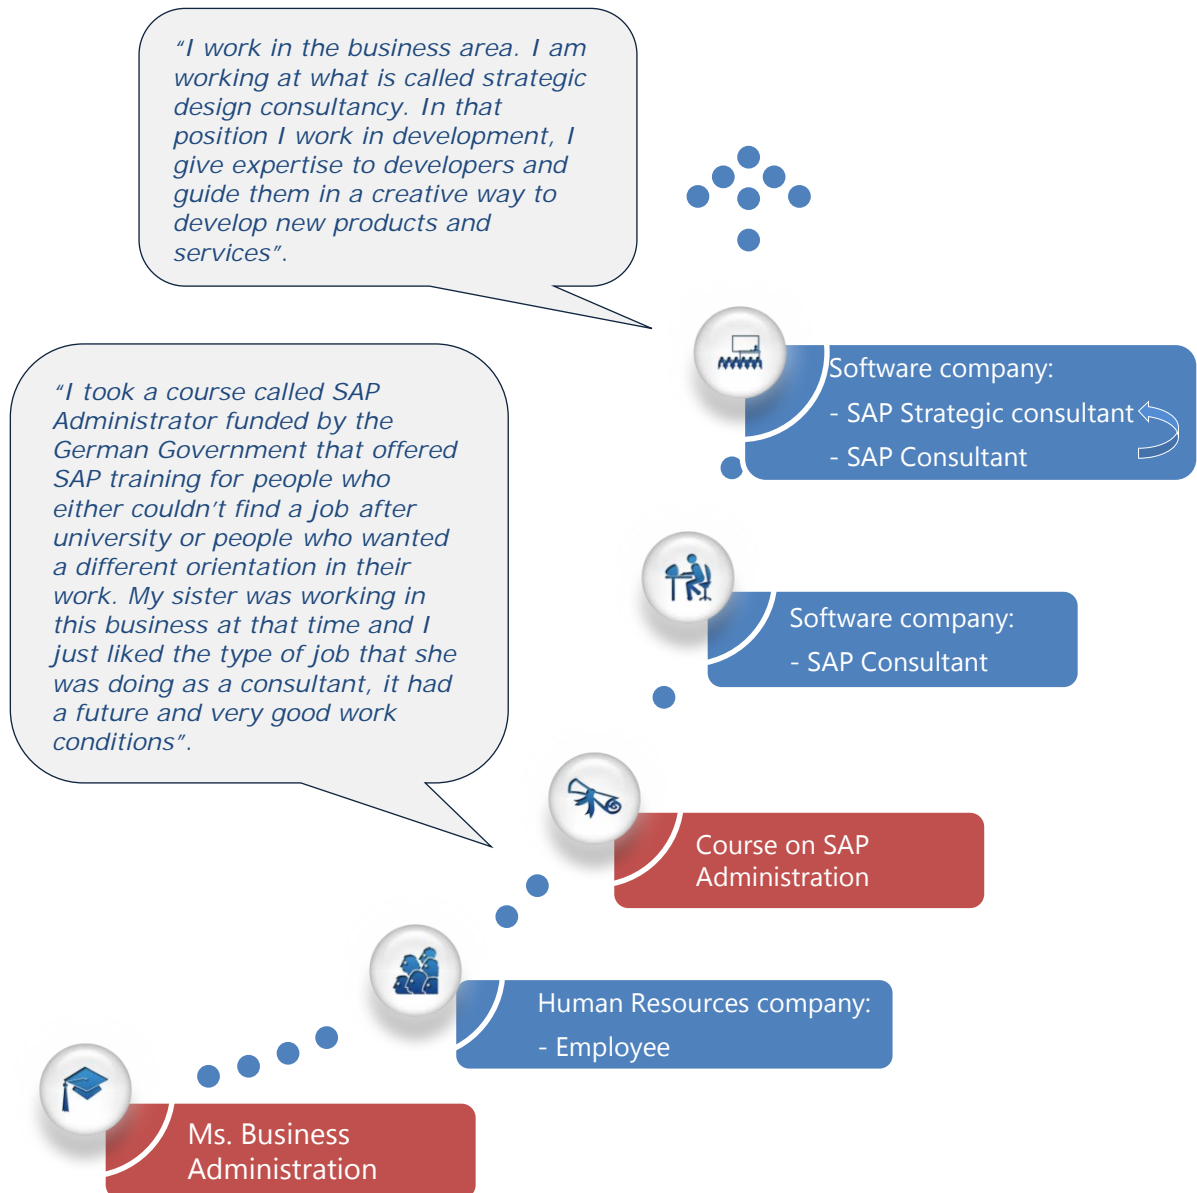 “I work in the business area. I am
working at what is called strategic
design consultancy. In that
position I work in development, I
give expertise to developers and
guide them in a creative way to
develop new products and
services”.
Software company:
- SAP Strategic consultant
- SAP Consultant
“I took a course called SAP
Administrator funded by the
German Government that offered
SAP training for people who
either couldn’t find a job after
university or people who wanted
a different orientation in their
work. My sister was working in
this business at that time and I
just liked the type of job that she
was doing as a consultant, it had
a future and very good work
conditions”.
Software company:
- SAP Consultant
Course on SAP
Administration
Human Resources company:
- Employee
Ms. Business
Administration